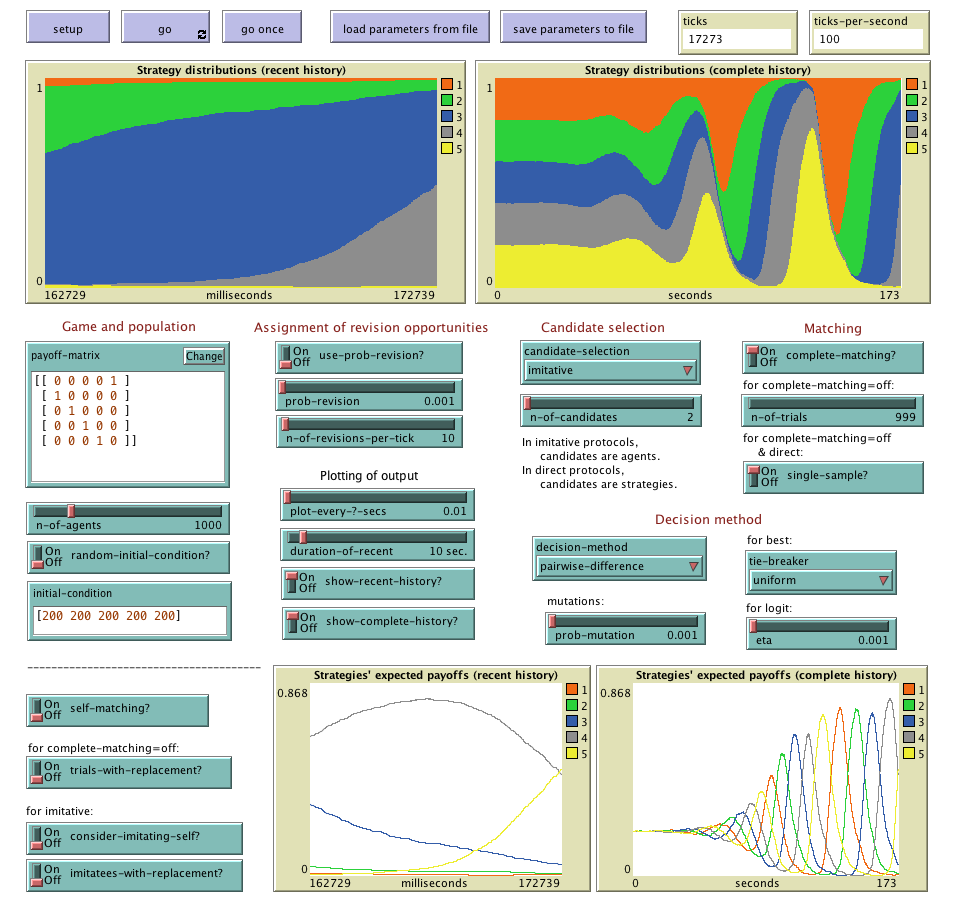 setup
go
go once
load parameters from file
save parameters to file
ticks
17273
ticks-per-second
100
Strategy distributions (recent history)
1
0
162729
milliseconds
172739
1
2
3
4
5
Strategy distributions (complete history)
1
0
0
seconds
173
1
2
3
4
5
Game and population
payoff-matrix
Change
[[ 0 0 0 0 1 ]
[ 1 0 0 0 0 ]
[ 0 1 0 0 0 ]
[ 0 0 1 0 0 ]
[ 0 0 0 1 0 ]]
n-of-agents 1000
On
Off
random-initial-condition?
initial-condition
[200 200 200 200 200]
Assignment of revision opportunities
On
Off
use-prob-revision?
prob-revision 0.001
n-of-revisions-per-tick 10
Plotting of output
plot-every-?-secs 0.01
duration-of-recent 10 sec.
On
Off
show-recent-history?
On
Off
show-complete-history?
Candidate selection
candidate-selection
imitative
n-of-candidates 2
In imitative protocols,
candidates are agents.
In direct protocols,
candidates are strategies.
Matching
On
Off
complete-matching?
for complete-matching=off:
n-of-trials 999
for complete-matching=off
& direct:
On
Off
single-sample?
Decision method
decision-method
pairwise-difference
mutations:
prob-mutation 0.001
for best:
tie-breaker
uniform
for logit:
eta 0.001
On
Off
self-matching?
for complete-matching=off:
On
Off
trials-with-replacement?
for imitative:
On
Off
consider-imitating-self?
On
Off
imitatees-with-replacement?
Strategies' expected payoffs (recent history)
0.868
0
162729
milliseconds
172739
1
2
3
4
5
Strategies' expected payoffs (complete history)
0.868
0
0
seconds
173
1
2
3
4
5